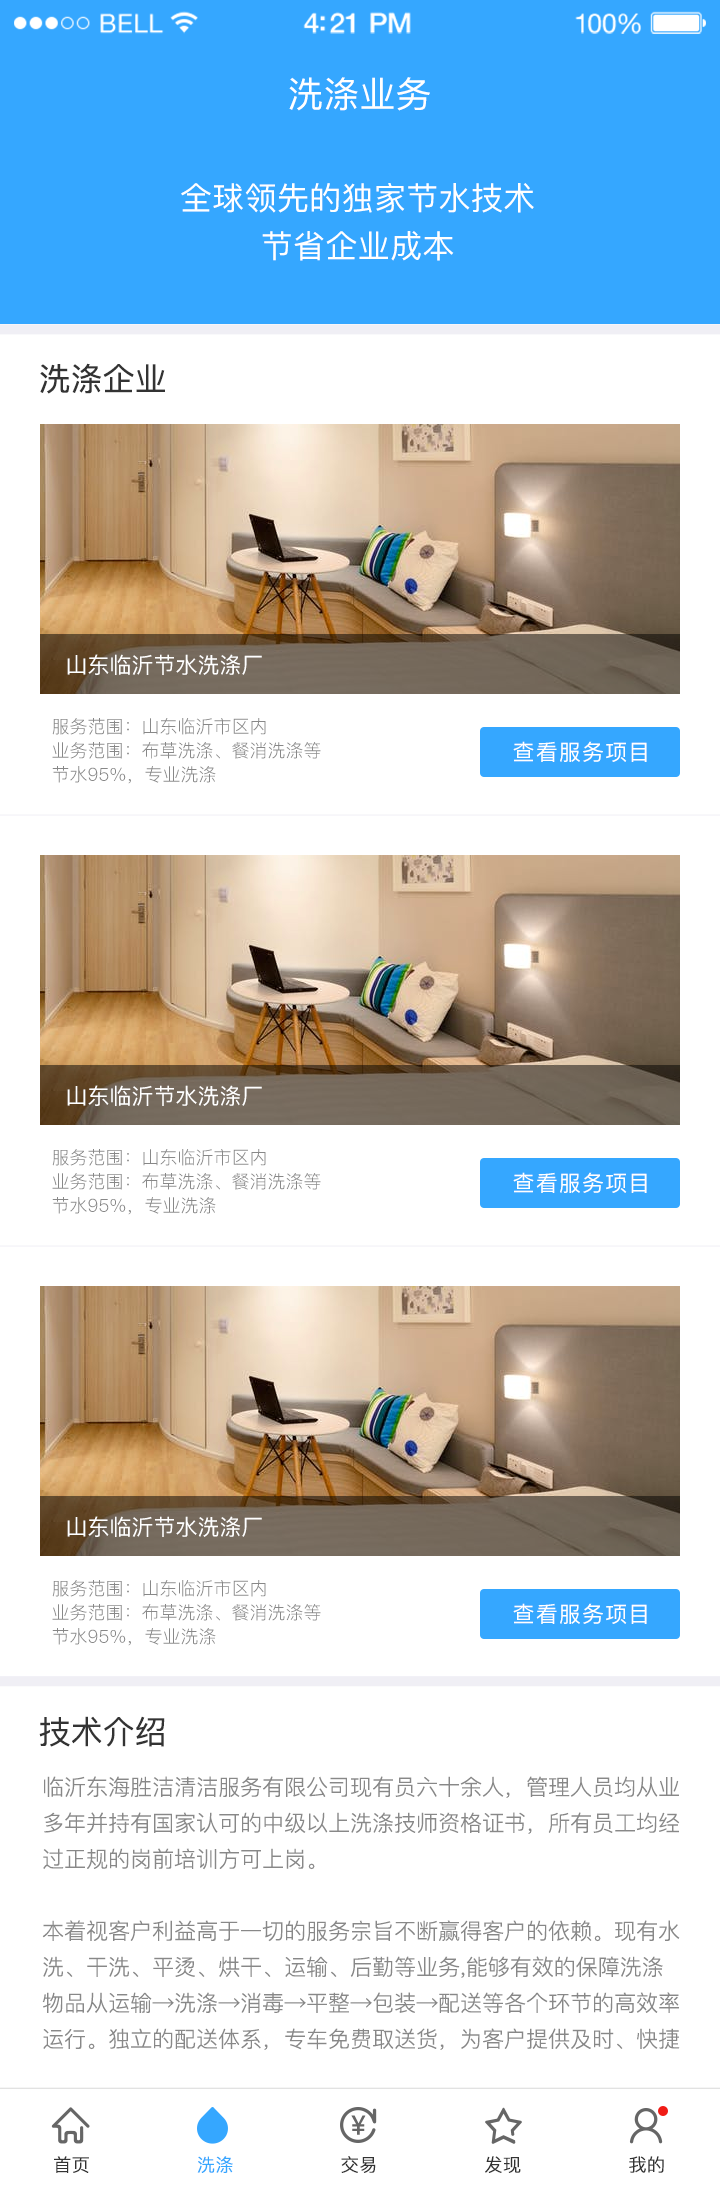 BELL 4:21 PM 100%
洗涤业务
全球领先的独家节水技术
节省企业成本
洗涤企业
山东临沂节水洗涤厂
服务范围：山东临沂市区内
业务范围：布草洗涤、餐消洗涤等
节水95%，专业洗涤
查看服务项目
山东临沂节水洗涤厂
服务范围：山东临沂市区内
业务范围：布草洗涤、餐消洗涤等
节水95%，专业洗涤
查看服务项目
山东临沂节水洗涤厂
服务范围：山东临沂市区内
业务范围：布草洗涤、餐消洗涤等
节水95%，专业洗涤
查看服务项目
技术介绍
临沂东海胜洁清洁服务有限公司现有员六十余人，管理人员均从业
多年并持有国家认可的中级以上洗涤技师资格证书，所有员工均经
过正规的岗前培训方可上岗。
本着视客户利益高于一切的服务宗旨不断赢得客户的依赖。现有水
洗、干洗、平烫、烘干、运输、后勤等业务,能够有效的保障洗涤
物品从运输→洗涤→消毒→平整→包装→配送等各个环节的高效率
运行。独立的配送体系，专车免费取送货，为客户提供及时、快捷
首页 洗涤 交易 发现 我的